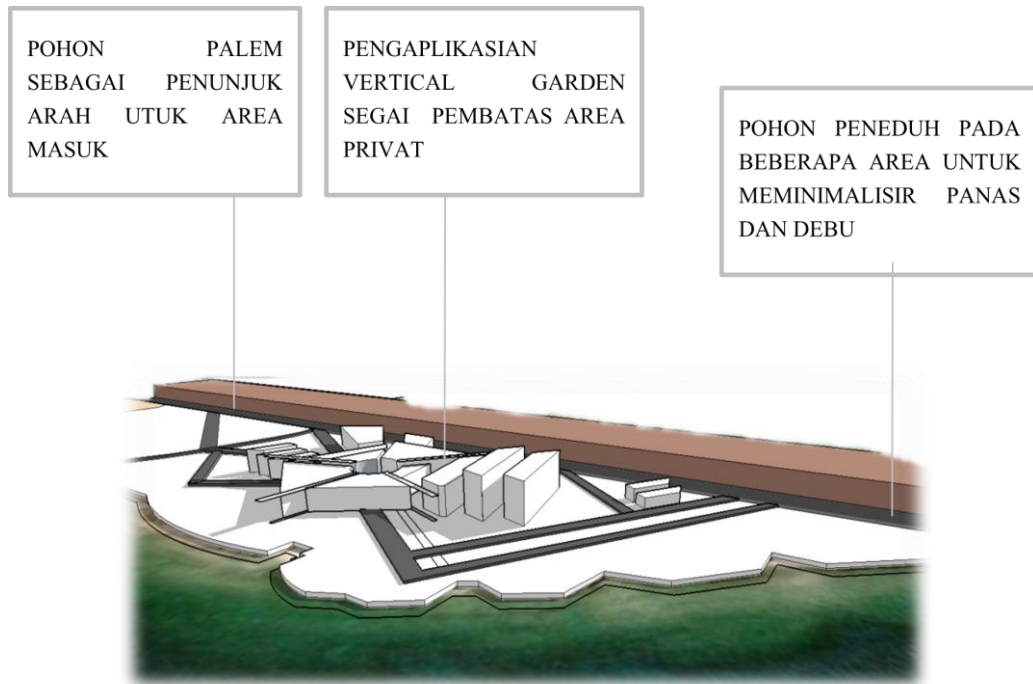 POHON PALEM
SEBAGAI PENUNJUK
ARAH UTUK AREA
MASUK
PENGAPLIKASIAN
VERTICAL GARDEN
SEGAI PEMBATAS AREA
PRIVAT
POHON PENEDUH PADA
BEBERAPA AREA UNTUK
MEMINIMALISIR PANAS
DAN DEBU